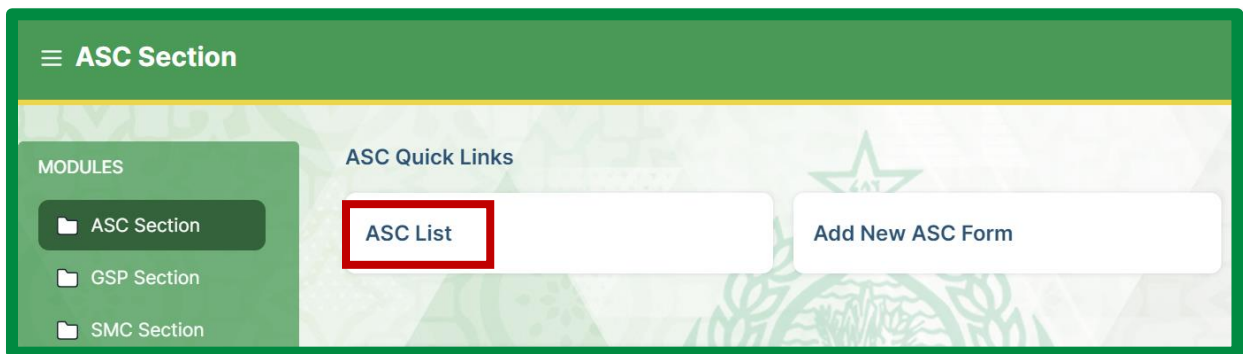 ASC Section
MODULES
ASC Section
GSP Section
SMC Section
ASC Quick Links
ASC List
Add New ASC Form